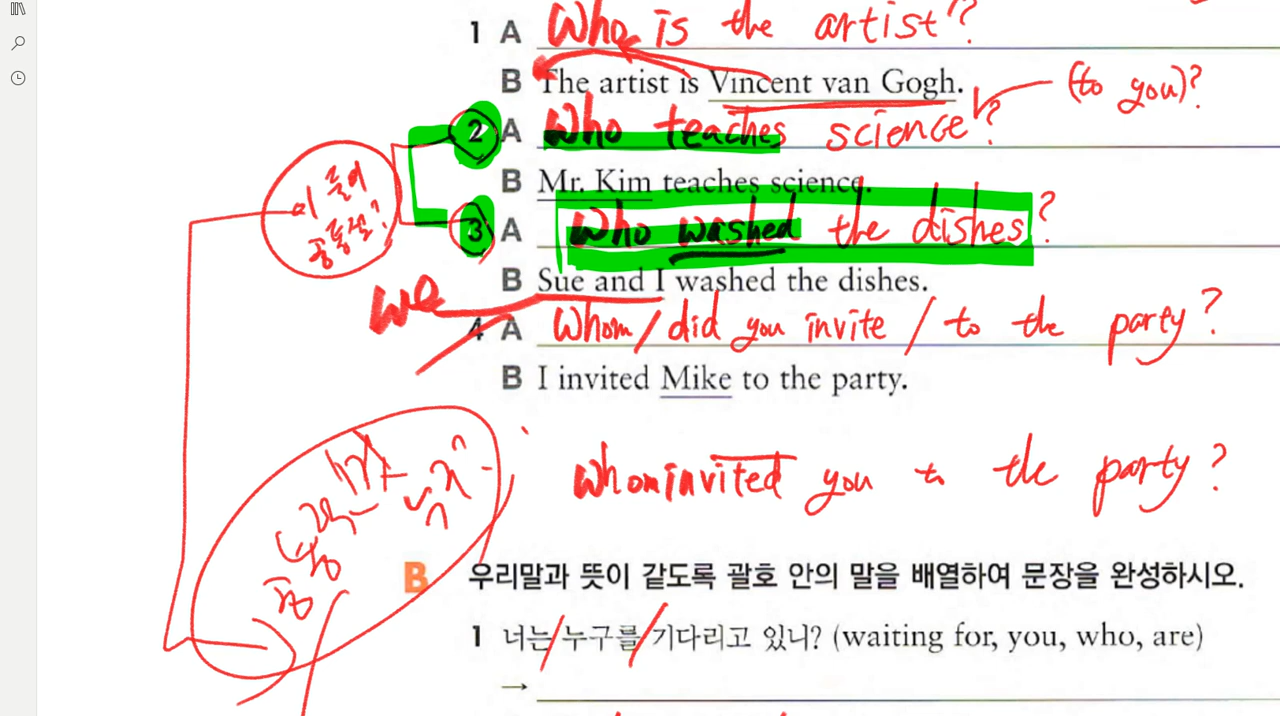 1 A Who is the artist?
B The artist is Vincent van Gogh.
(to you)?
2 A Who teaches science?
B Mr. Kim teaches science.
이 둘의
공통점?
3 A Who washed the dishes?
B Sue and I washed the dishes.
we
4 A Whom / did you invite / to the party?
B I invited Mike to to the party.
Whom invited you to the party?
B 우리말과 뜻이 같도록 괄호 안의 말을 배열하여 문장을 완성하시오.
1 너는/누구를/기다리고 있니? (waiting for, you, who, are)
→